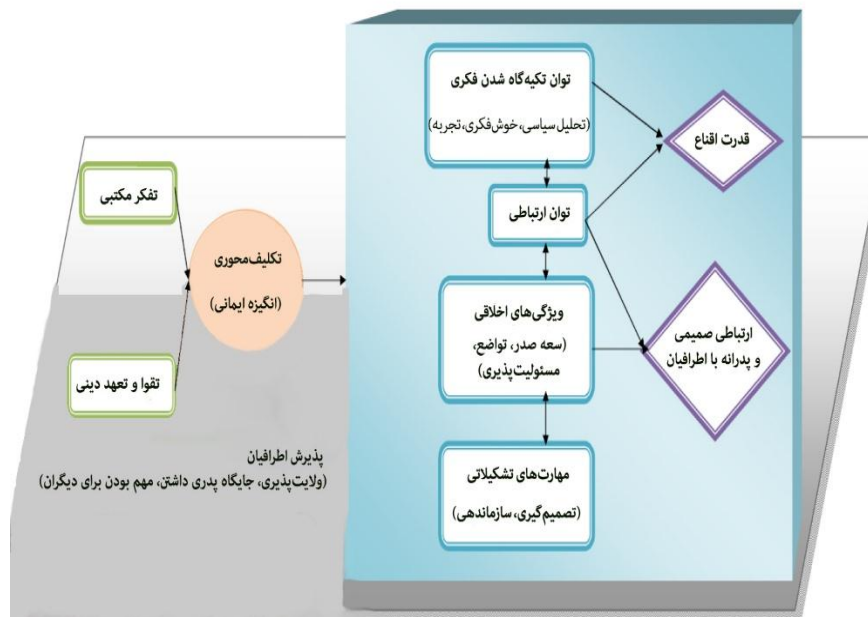 توان تکیه‌گاه شدن فکری
(تحلیل سیاسی، خوش‌فکری، تجربه)
قدرت اقناع
توان ارتباطی
تفکر مکتبی
تکلیف‌محوری
(انگیزه ایمانی)
ویژگی‌های اخلاقی
(سعه صدر، تواضع،
مسئولیت‌پذیری)
ارتباطی صمیمی
و پدرانه با اطرافیان
تقوا و تعهد دینی
پذیرش اطرافیان
(ولایت‌پذیری، جایگاه پدری داشتن، مهم بودن برای دیگران)
مهارت‌های تشکیلاتی
(تصمیم‌گیری، سازماندهی)